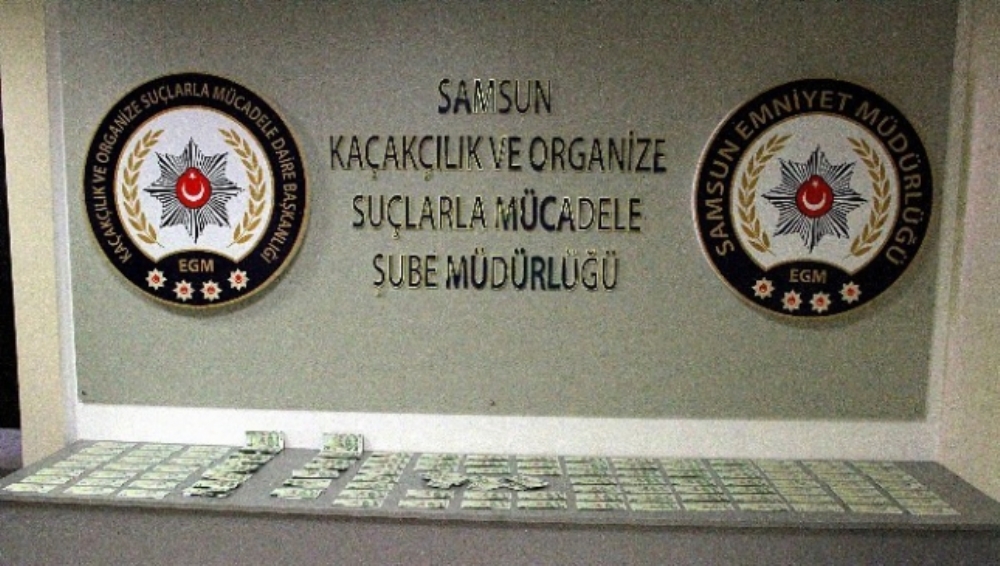 KAÇAKÇILIK VE ORGANİZE SUÇLARLA MÜCADELE DAİRE BAŞKANLIĞI
EGM
SAMSUN
KAÇAKÇILIK VE ORGANİZE
SUÇLARLA MÜCADELE
ŞUBE MÜDÜRLÜĞÜ
SAMSUN EMNİYET MÜDÜRLÜĞÜ
EGM